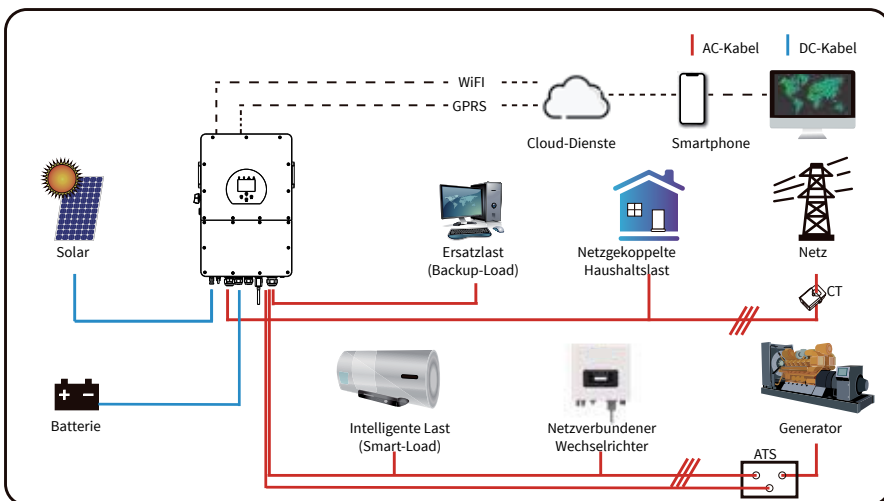 AC-Kabel
DC-Kabel
WiFI
GPRS
Cloud-Dienste
Smartphone
Solar
Ersatzlast
(Backup-Load)
Netzgekoppelte
Haushaltslast
Netz
CT
Batterie
Intelligente Last
(Smart-Load)
Netzverbundener
Wechselrichter
Generator
ATS